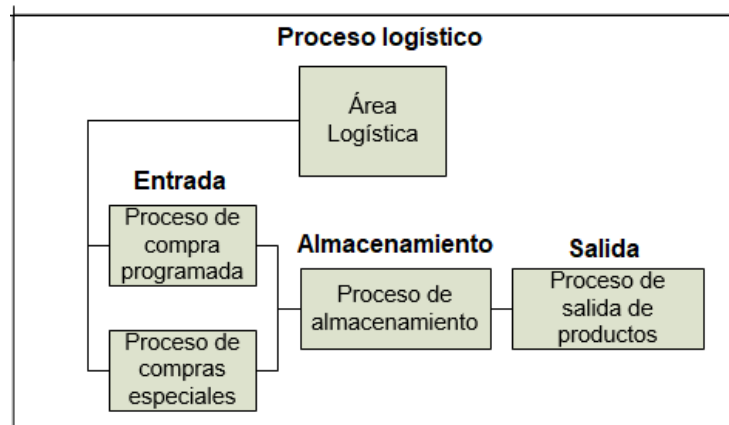 Proceso logístico
Área
Logística
Entrada
Proceso de
compra
programada
Almacenamiento
Proceso de
almacenamiento
Salida
Proceso de
salida de
productos
Proceso de
compras
especiales